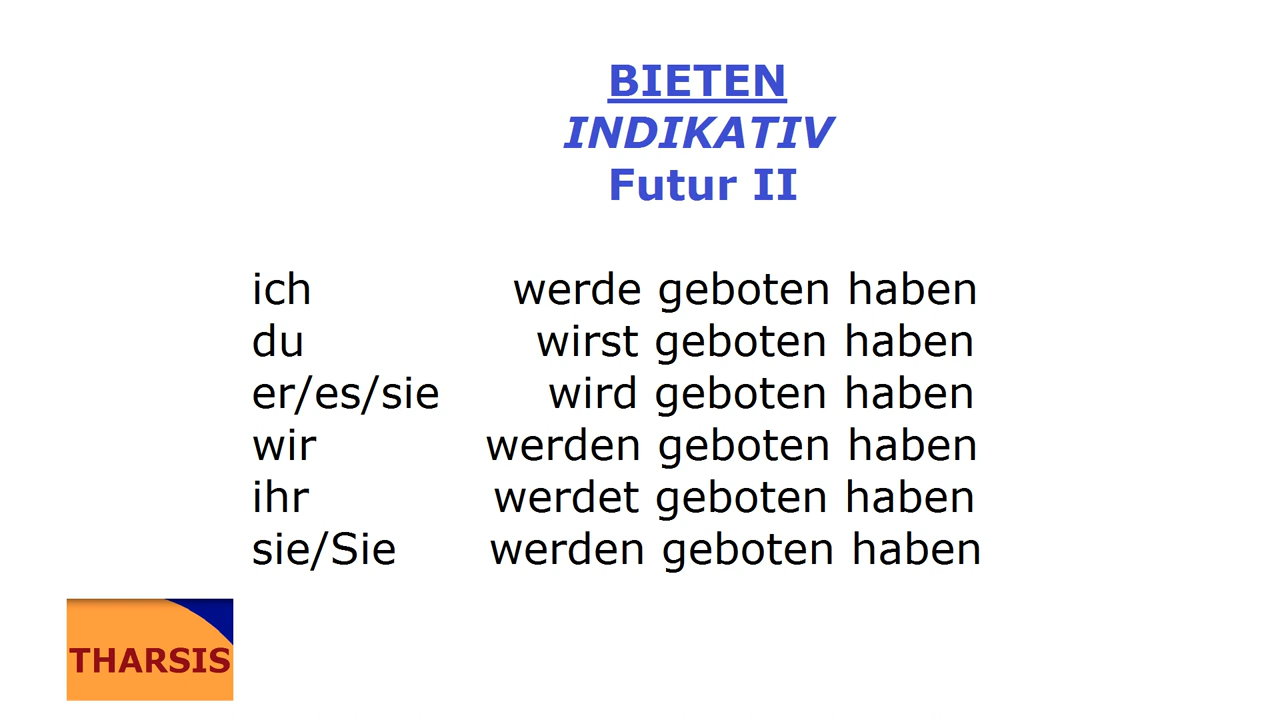 BIETEN
INDIKATIV
Futur II
ich werde geboten haben
du wirst geboten haben
er/es/sie wird geboten haben
wir werden geboten haben
ihr werdet geboten haben
sie/Sie werden geboten haben
THARSIS